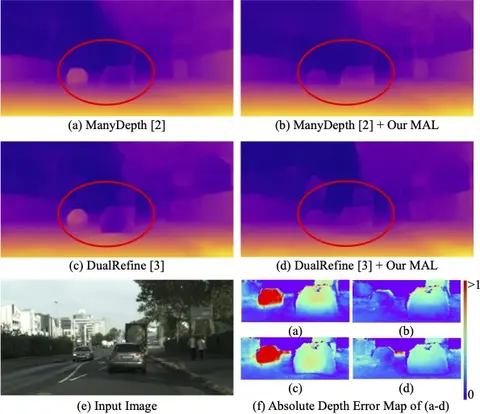 (a) ManyDepth [2]
(b) ManyDepth [2] + Our MAL
(c) DualRefine [3]
(d) DualRefine [3] + Our MAL
>1
(a)
(b)
(c)
(d)
0
(e) Input Image
(f) Absolute Depth Error Map of (a-d)